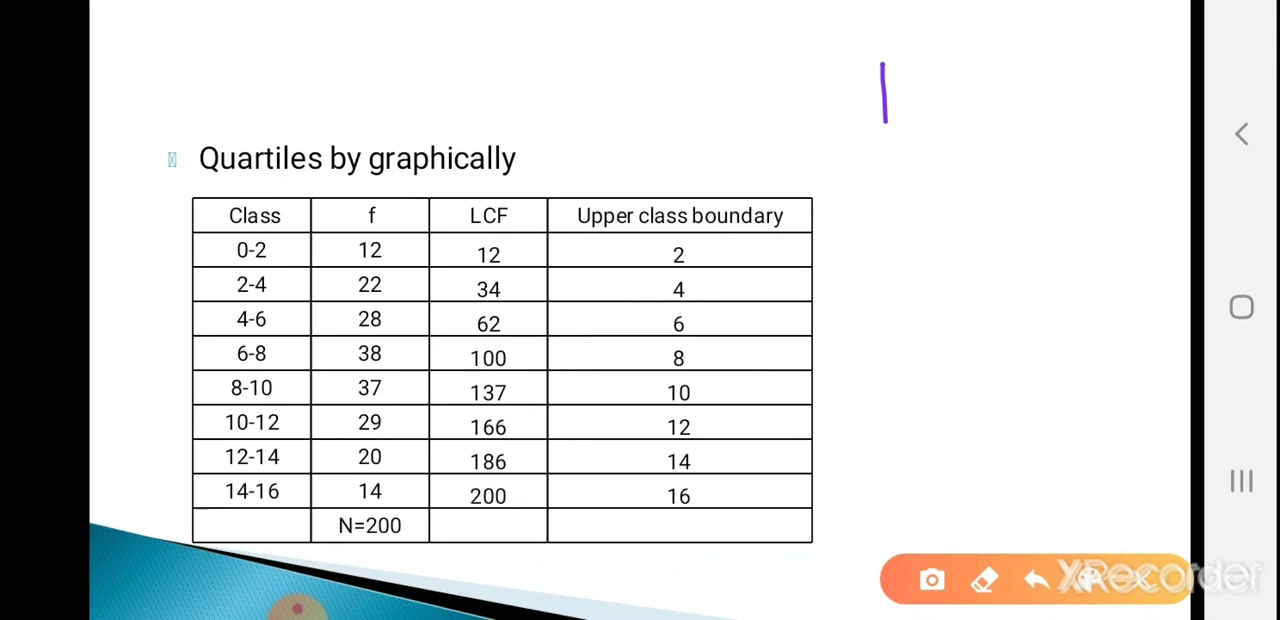 Quartiles by graphically
Class f LCF Upper class boundary
0-2 12 12 2
2-4 22 34 4
4-6 28 62 6
6-8 38 100 8
8-10 37 137 10
10-12 29 166 12
12-14 20 186 14
14-16 14 200 16
N=200
XRecorder